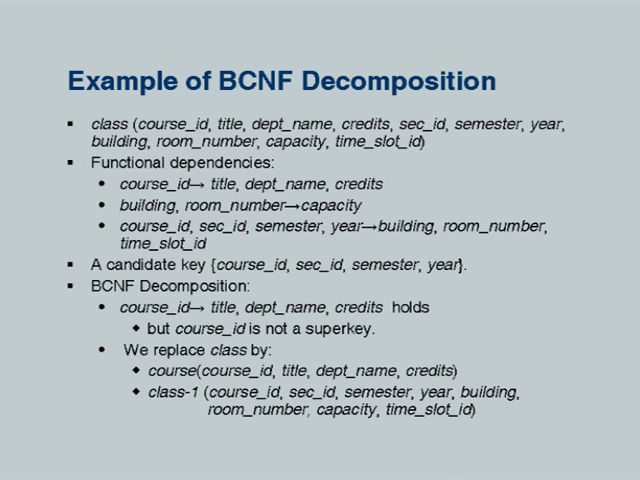 Example of BCNF Decomposition
▪ class (course_id, title, dept_name, credits, sec_id, semester, year,
building, room_number, capacity, time_slot_id)
▪ Functional dependencies:
• course_id→ title, dept_name, credits
• building, room_number→capacity
• course_id, sec_id, semester, year→building, room_number,
time_slot_id
▪ A candidate key {course_id, sec_id, semester, year}.
▪ BCNF Decomposition:
• course_id→ title, dept_name, credits holds
◆ but course_id is not a superkey.
• We replace class by:
◆ course(course_id, title, dept_name, credits)
◆ class-1 (course_id, sec_id, semester, year, building,
room_number, capacity, time_slot_id)